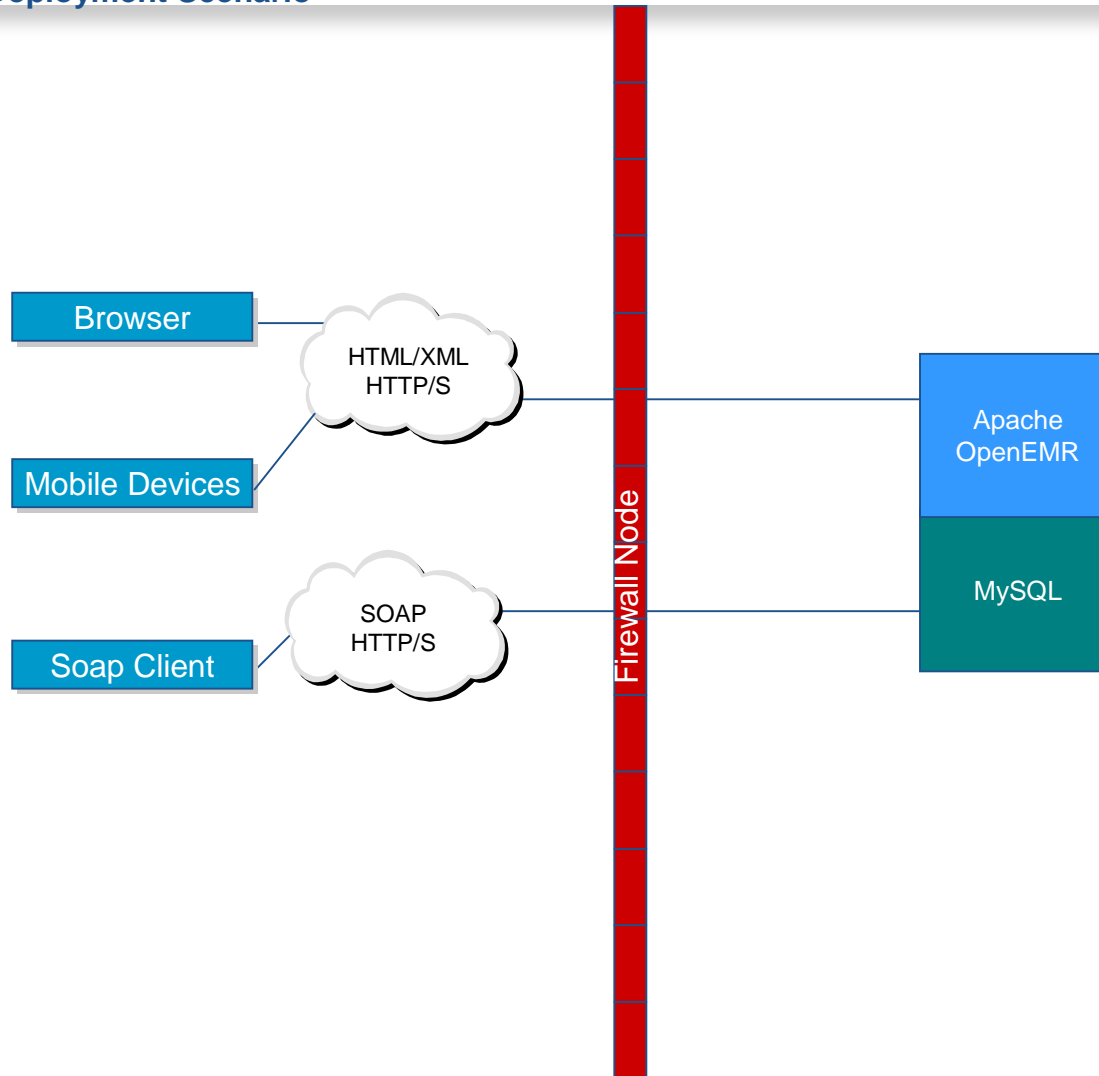 Deployment Scenario
Browser
HTML/XML
HTTP/S
Mobile Devices
Apache
OpenEMR
Firewall Node
SOAP
HTTP/S
MySQL
Soap Client